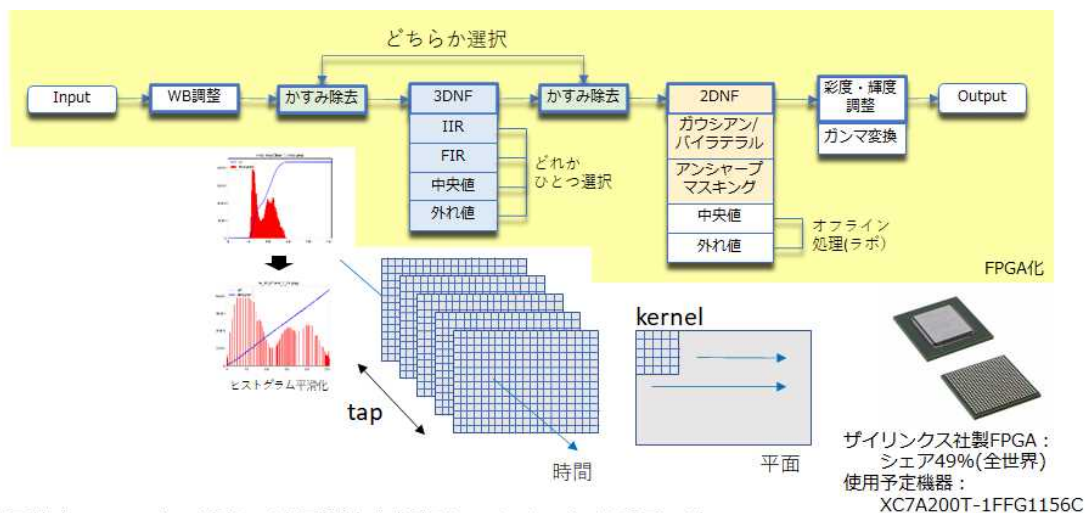 どちらか選択
Input
WB調整
かすみ除去
3DNF
IIR
FIR
中央値
外れ値
どれか
ひとつ選択
かすみ除去
2DNF
ガウシアン/
バイラテラル
アンシャープ
マスキング
中央値
外れ値
オフライン
処理(ラボ)
彩度・輝度
調整
ガンマ変換
Output
FPGA化
ヒストグラム平滑化
tap
時間
kernel
平面
ザイリンクス社製FPGA:
シェア49%(全世界)
使用予定機器:
XC7A200T-1FFG1156C